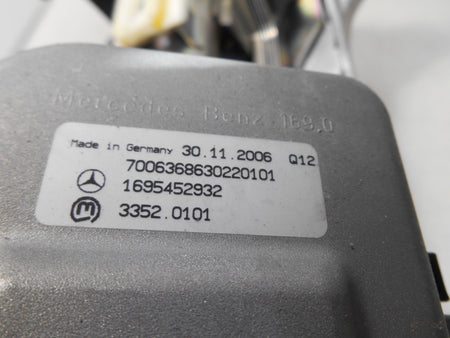 Mercedes Benz 169.0
Made in Germany 30.11.2006 Q12
7006368630220101
1695452932
3352.0101